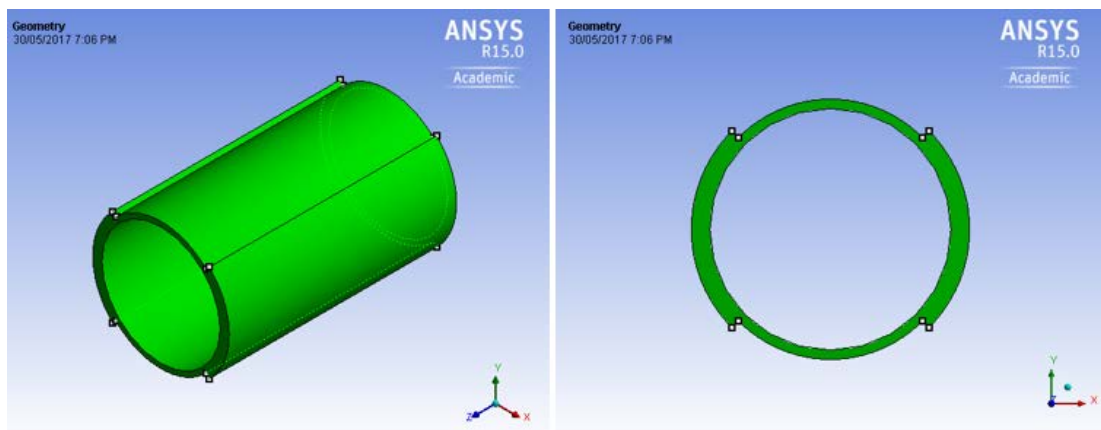 Geometry
30/05/2017 7:06 PM
ANSYS
R15.0
Academic
Y
Z
X
Geometry
30/05/2017 7:06 PM
ANSYS
R15.0
Academic
Y
Z
X